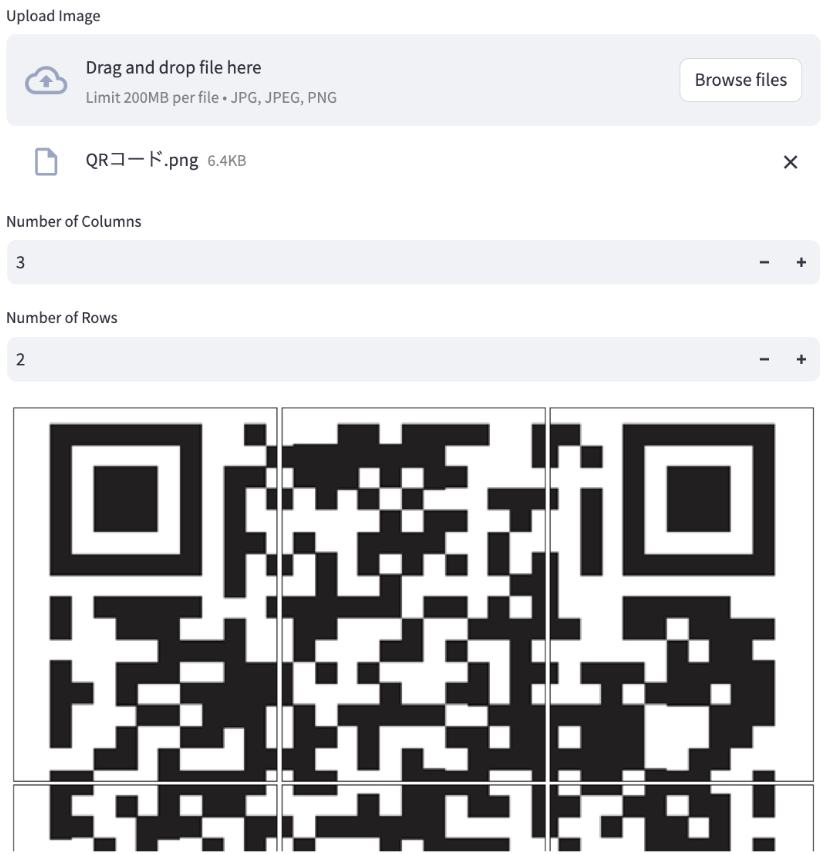 Upload Image
Drag and drop file here
Limit 200MB per file • JPG, JPEG, PNG
Browse files
QRコード.png 6.4KB
Number of Columns
3
Number of Rows
2